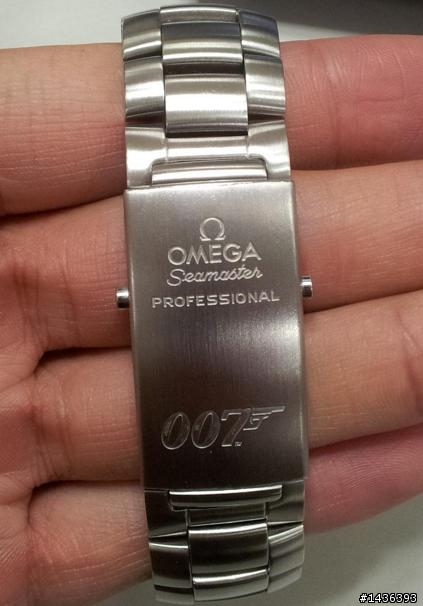 Ω
OMEGA
Seamaster
PROFESSIONAL
007
#1436393